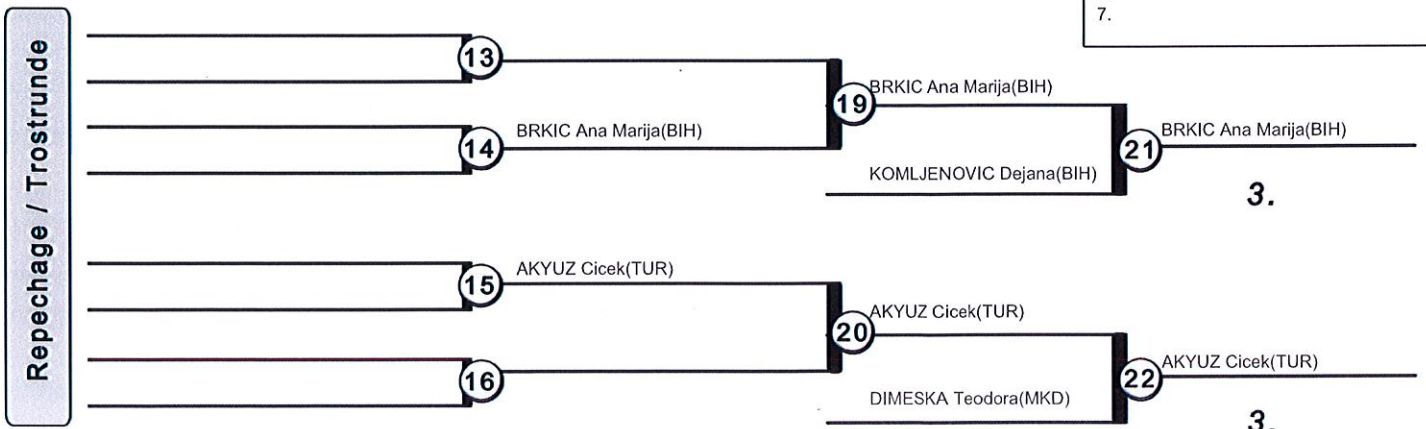 7.
Repechage / Trostrunde
13
14
BRKIC Ana Marija(BIH)
19
BRKIC Ana Marija(BIH)
KOMLJENOVIC Dejana(BIH)
21
BRKIC Ana Marija(BIH)
3.
15
AKYUZ Cicek(TUR)
16
20
AKYUZ Cicek(TUR)
DIMESKA Teodora(MKD)
22
AKYUZ Cicek(TUR)
3.